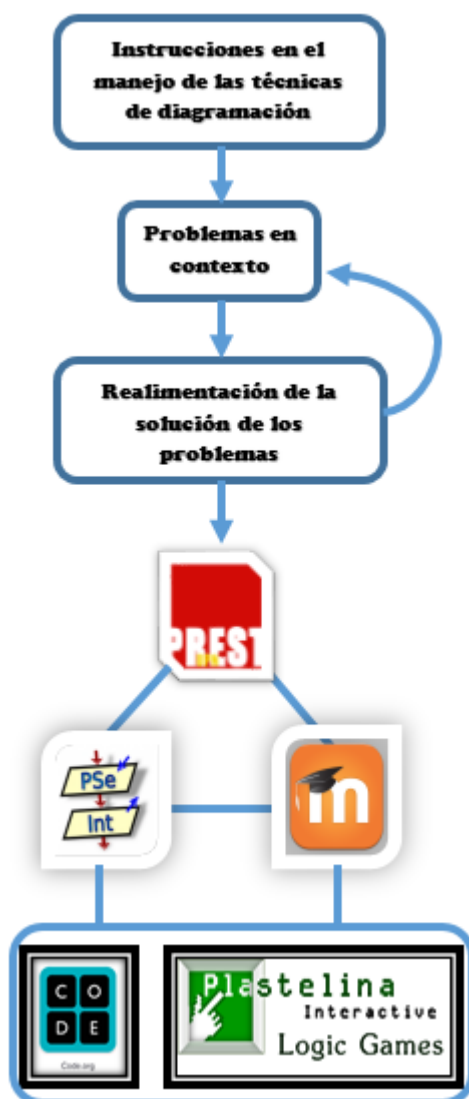 Instrucciones en el
manejo de las técnicas
de diagramación
Problemas en
contexto
Realimentación de la
solución de los
problemas
PREST
PSe
Int
m
C O
D E
Code.org
Plastelina
Interactive
Logic Games